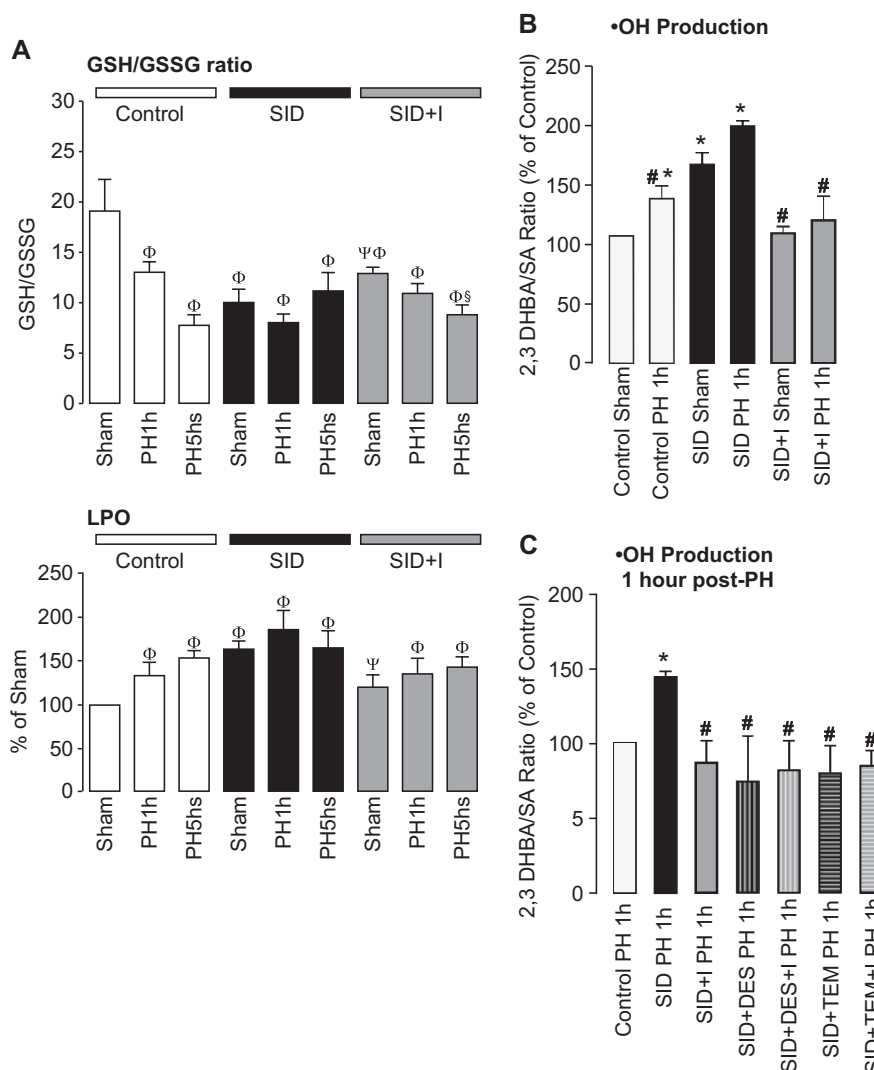 A
GSH/GSSG ratio
Control SID SID+I
GSH/GSSG
30
25
20
15
10
5
0
Φ Φ Φ Φ Φ ΨΦ Φ Φ§
Sham PH1h PH5hs Sham PH1h PH5hs Sham PH1h PH5hs
LPO
Control SID SID+I
% of Sham
250
200
150
100
50
0
Φ Φ Φ Φ Φ Ψ Φ Φ
Sham PH1h PH5hs Sham PH1h PH5hs Sham PH1h PH5hs
B
•OH Production
2,3 DHBA/SA Ratio (% of Control)
250
200
150
100
50
0
#* * * # #
Control Sham
Control PH 1h
SID Sham
SID PH 1h
SID+I Sham
SID+I PH 1h
C
•OH Production
1 hour post-PH
2,3 DHBA/SA Ratio (% of Control)
200
150
100
5
0
* # # # # #
Control PH 1h
SID PH 1h
SID+I PH 1h
SID+DES PH 1h
SID+DES+I PH 1h
SID+TEM PH 1h
SID+TEM+I PH 1h